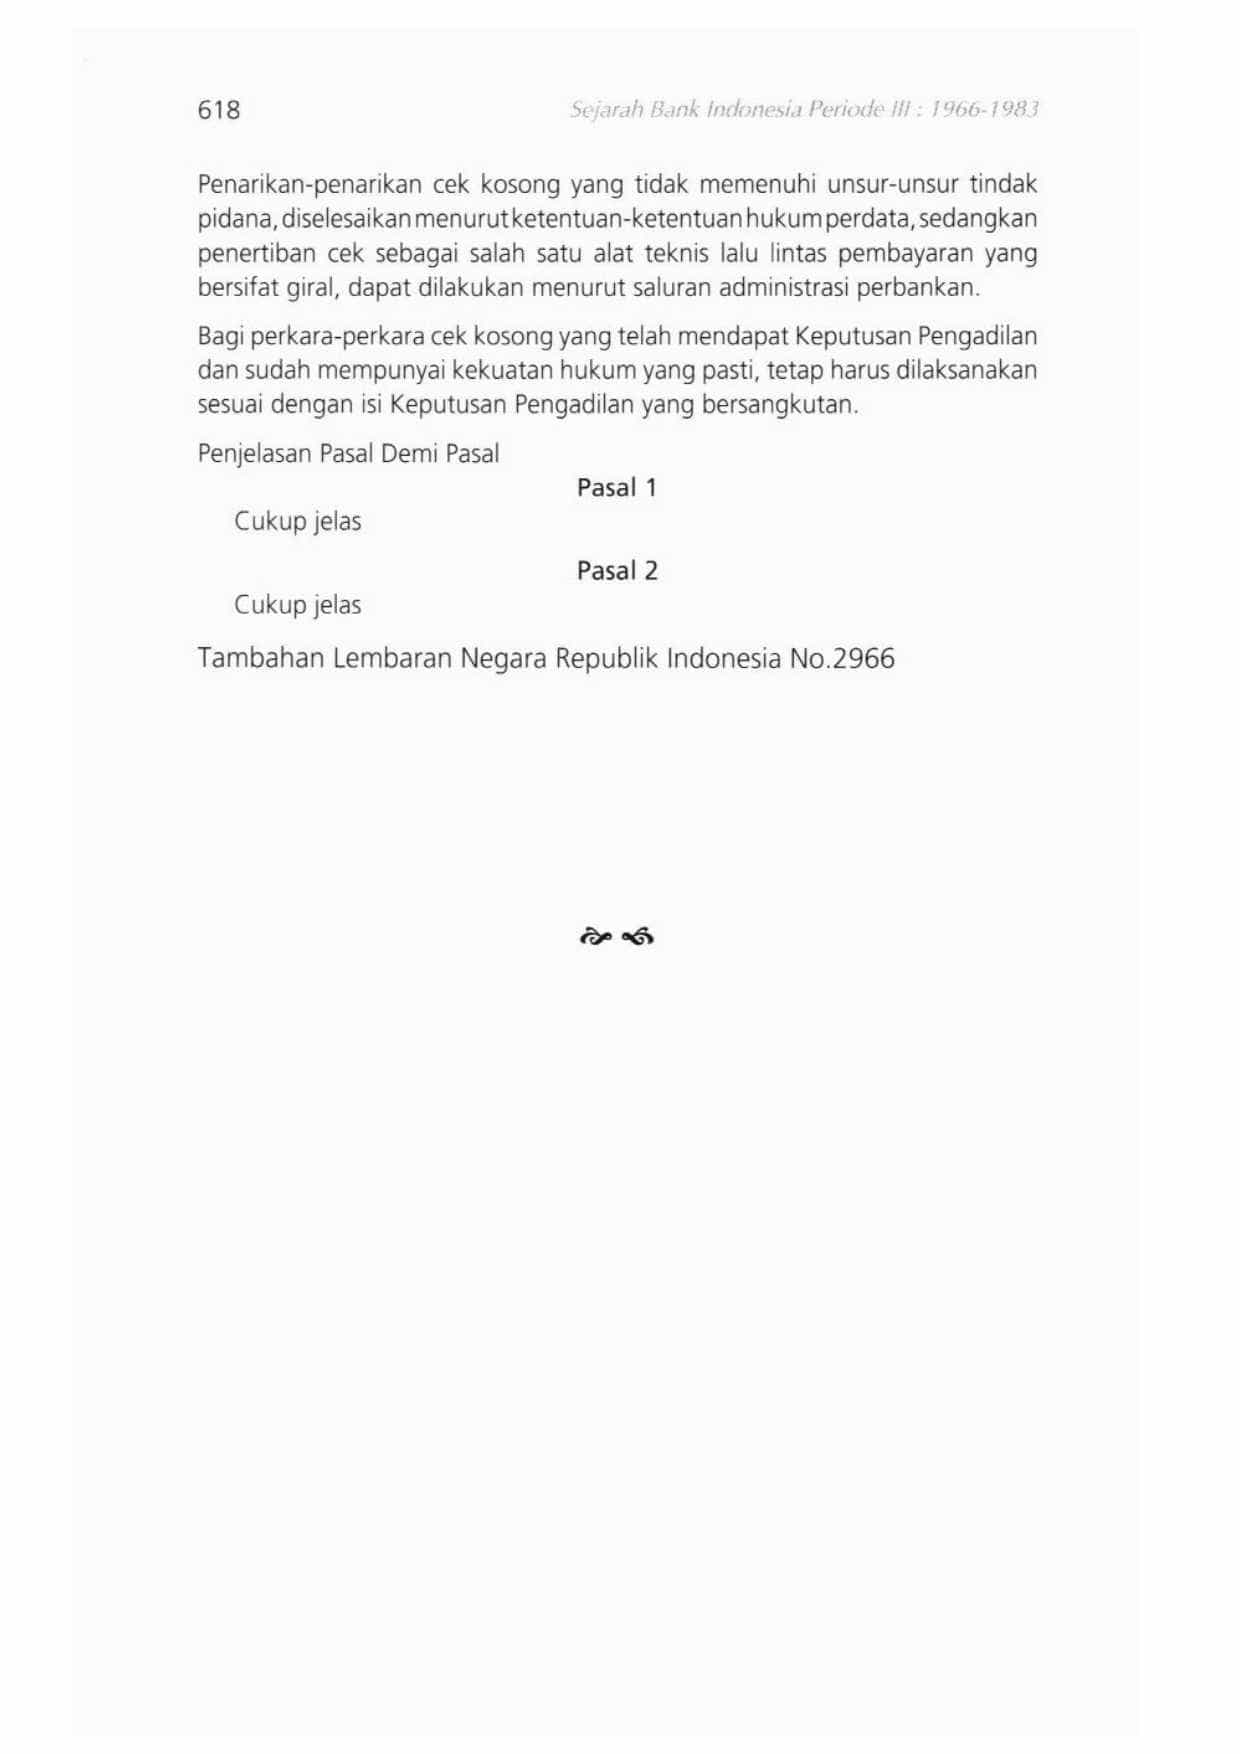 618
Sejarah Bank Indonesia Periode III : 1966-1983
Penarikan-penarikan cek kosong yang tidak memenuhi unsur-unsur tindak
pidana, diselesaikan menurut ketentuan-ketentuan hukum perdata, sedangkan
penertiban cek sebagai salah satu alat teknis lalu lintas pembayaran yang
bersifat giral, dapat dilakukan menurut saluran administrasi perbankan.
Bagi perkara-perkara cek kosong yang telah mendapat Keputusan Pengadilan
dan sudah mempunyai kekuatan hukum yang pasti, tetap harus dilaksanakan
sesuai dengan isi Keputusan Pengadilan yang bersangkutan.
Penjelasan Pasal Demi Pasal
Pasal 1
Cukup jelas
Pasal 2
Cukup jelas
Tambahan Lembaran Negara Republik Indonesia No.2966